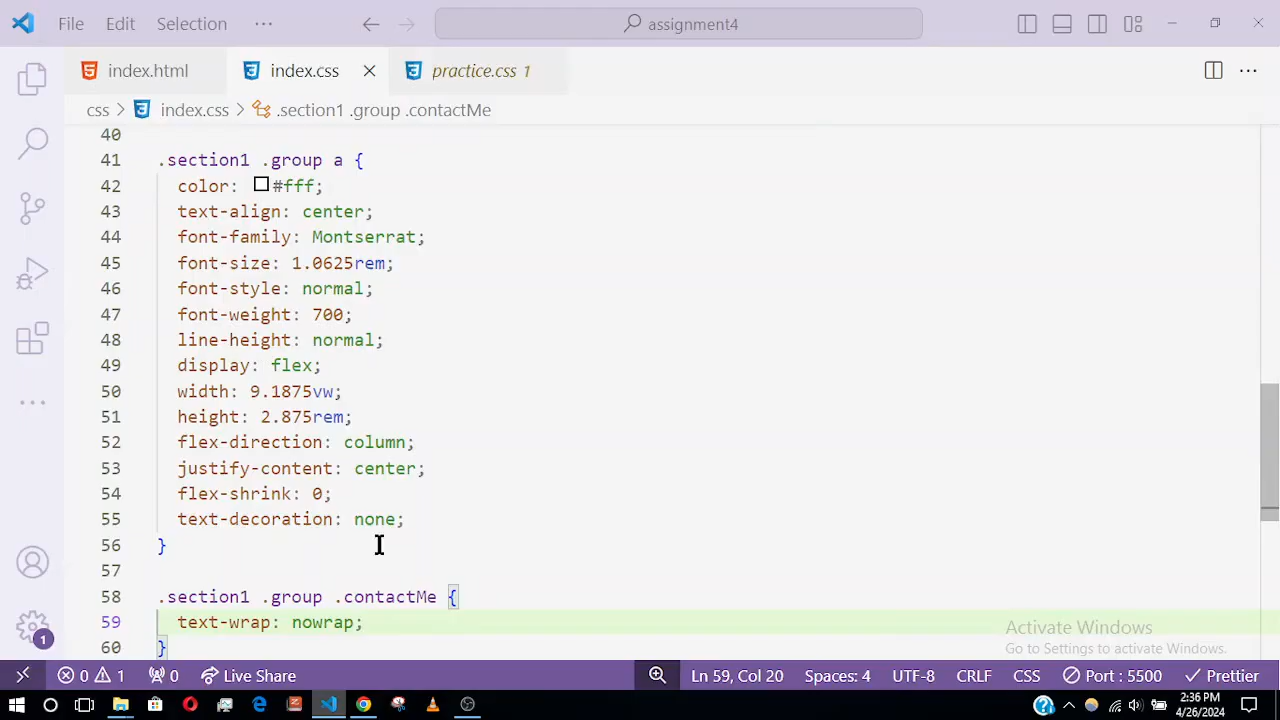 File Edit Selection ··· assignment4
index.html index.css practice.css 1
css index.css .section1 .group .contactMe
40
41 .section1 .group a {
42 color: #fff;
43 text-align: center;
44 font-family: Montserrat;
45 font-size: 1.0625rem;
46 font-style: normal;
47 font-weight: 700;
48 line-height: normal;
49 display: flex;
50 width: 9.1875vw;
51 height: 2.875rem;
52 flex-direction: column;
53 justify-content: center;
54 flex-shrink: 0;
55 text-decoration: none;
56 }
57
58 .section1 .group .contactMe {
59 text-wrap: nowrap;
60 }
Activate Windows
Go to Settings to activate Windows.
1
0 1 0 Live Share Ln 59, Col 20 Spaces: 4 UTF-8 CRLF CSS Port : 5500 Prettier
2:36 PM
4/26/2024